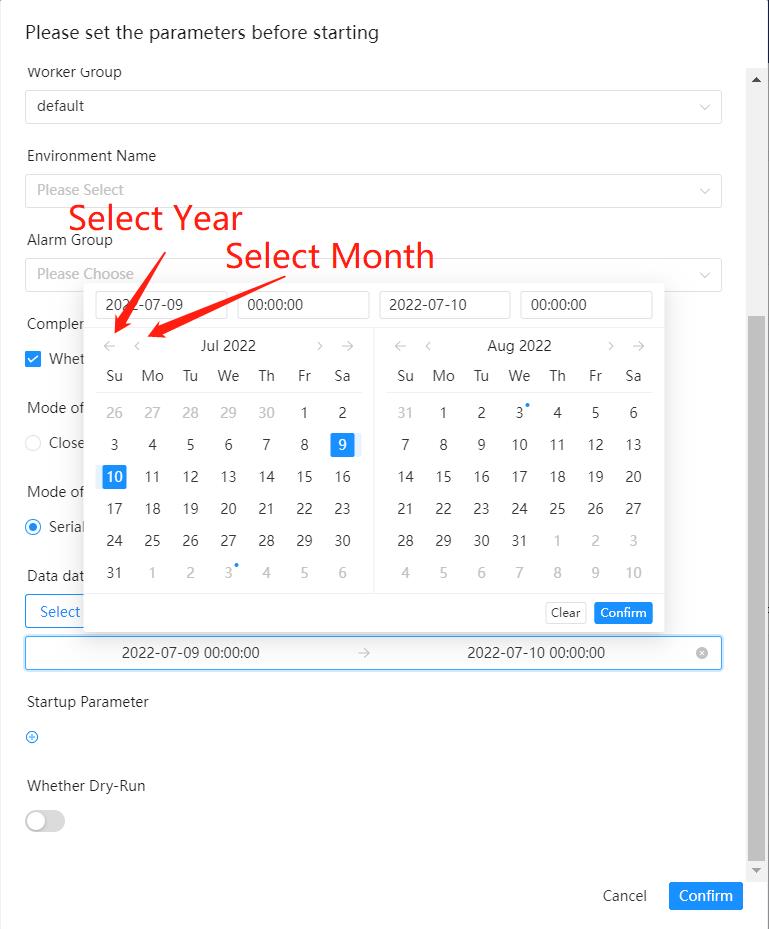 Please set the parameters before starting
Worker Group
default
Environment Name
Please Select
Select Year
Alarm Group
Select Month
Please Choose
2022-07-09 00:00:00 2022-07-10 00:00:00
Jul 2022 Aug 2022
Su Mo Tu We Th Fr Sa Su Mo Tu We Th Fr Sa
26 27 28 29 30 1 2 31 1 2 3 4 5 6
3 4 5 6 7 8 9 7 8 9 10 11 12 13
10 11 12 13 14 15 16 14 15 16 17 18 19 20
17 18 19 20 21 22 23 21 22 23 24 25 26 27
24 25 26 27 28 29 30 28 29 30 31 1 2 3
31 1 2 3 4 5 6 4 5 6 7 8 9 10
Mode of
Close
Mode of
Serial
Select
Clear Confirm
2022-07-09 00:00:00 → 2022-07-10 00:00:00
Startup Parameter
Whether Dry-Run
Cancel Confirm